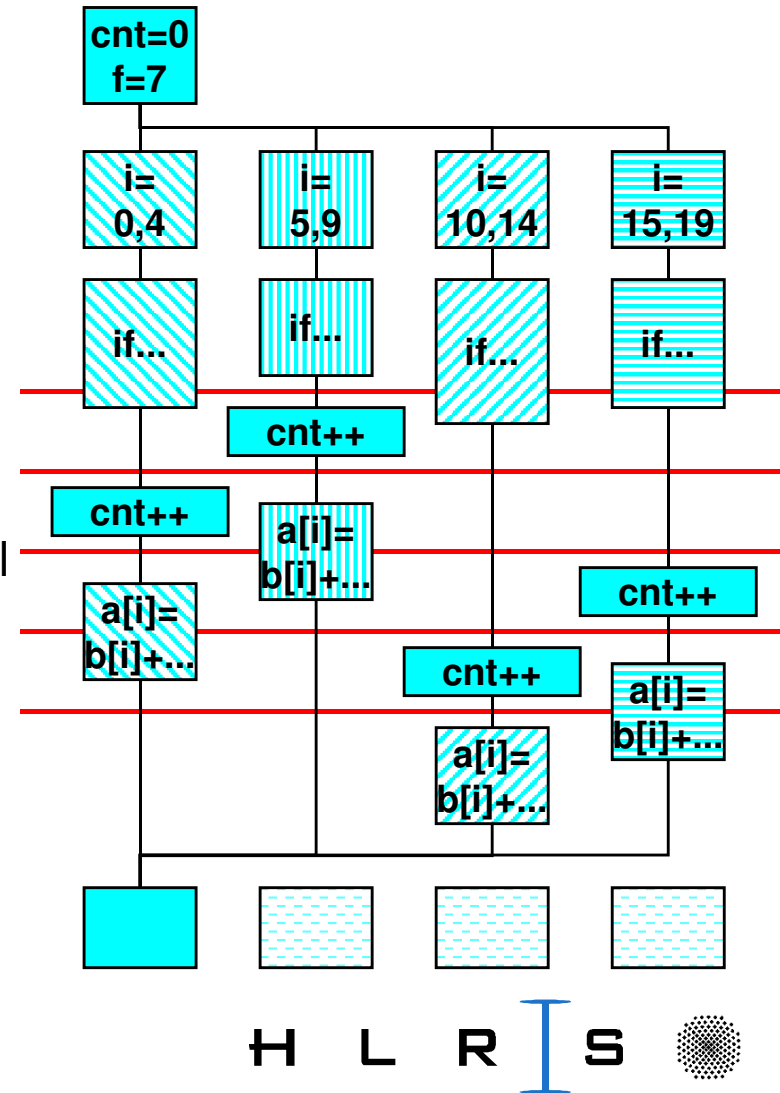 cnt=0
f=7
i=
0,4
i=
5,9
i=
10,14
i=
15,19
if...
if...
if...
if...
cnt++
cnt++
a[i]=
b[i]+...
l
cnt++
a[i]=
b[i]+...
cnt++
a[i]=
b[i]+...
a[i]=
b[i]+...
H L R I S